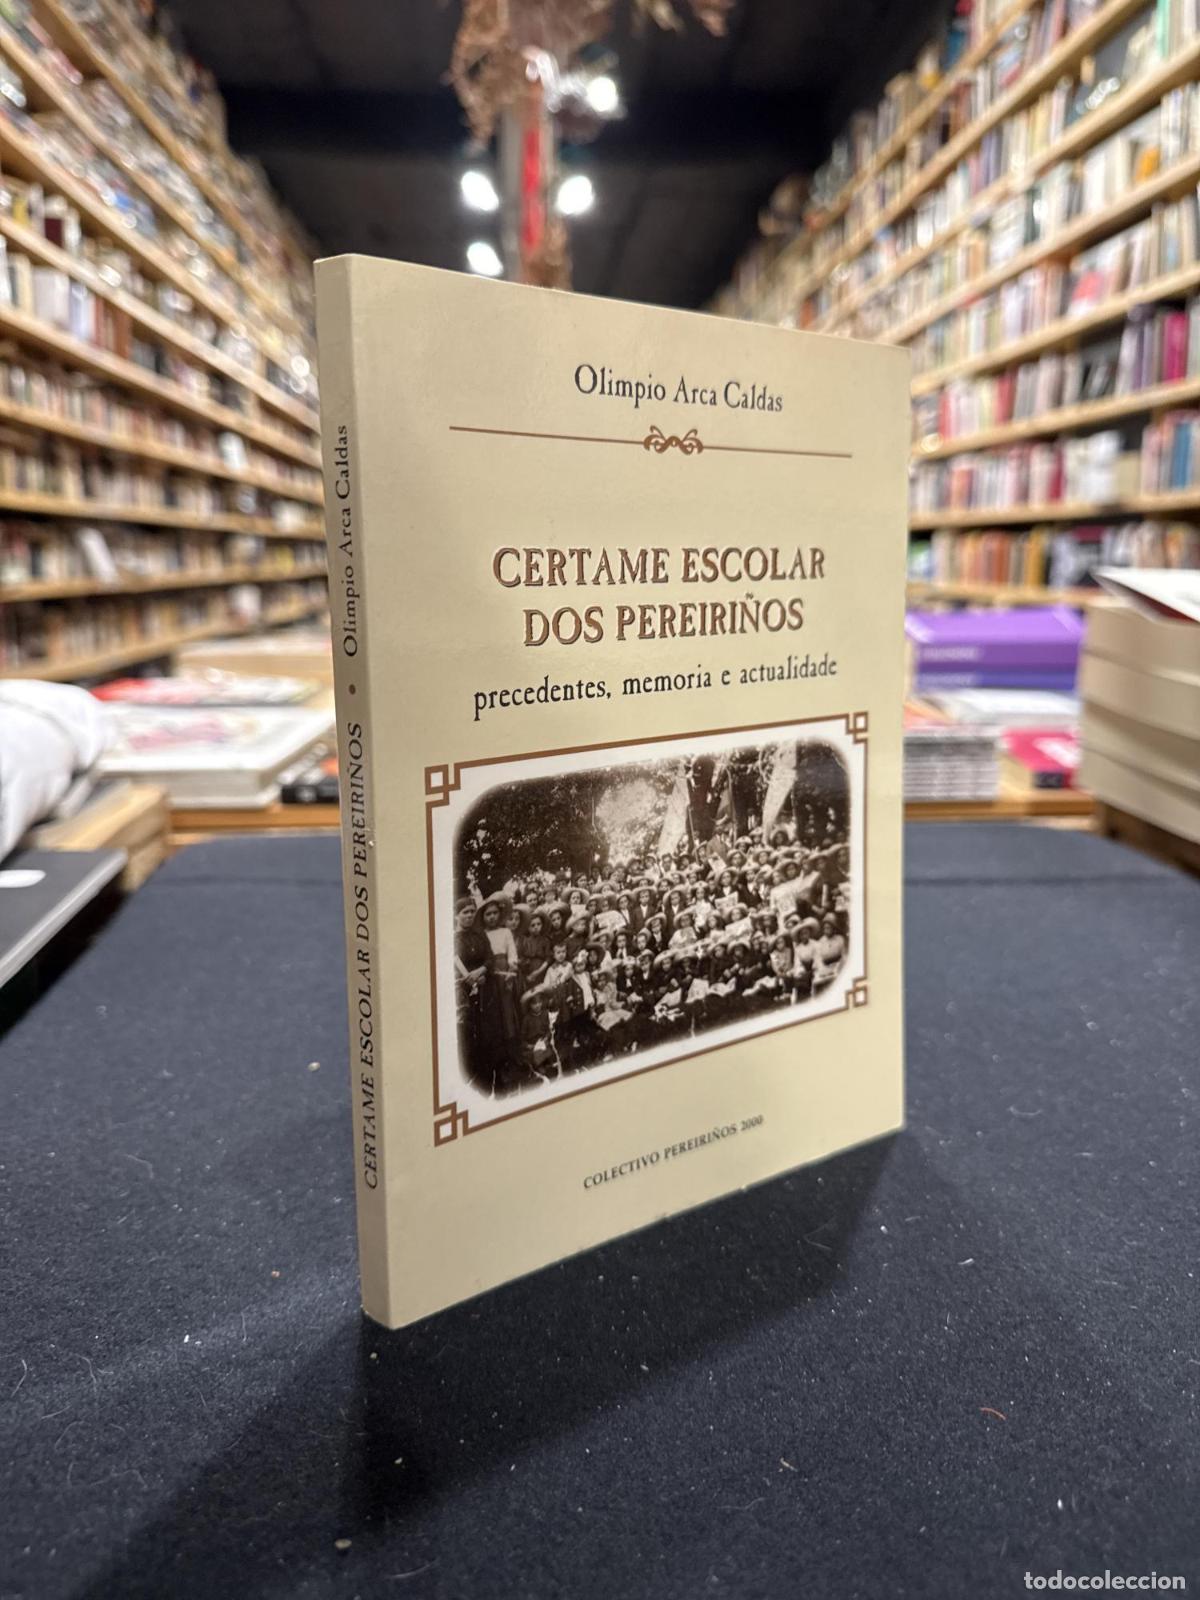 Olimpio Arca Caldas
CERTAME ESCOLAR
DOS PEREIRIÑOS
precedentes, memoria e actualidade
COLECTIVO PEREIRIÑOS 2000
CERTAME ESCOLAR DOS PEREIRIÑOS • Olimpio Arca Caldas
todocoleccion